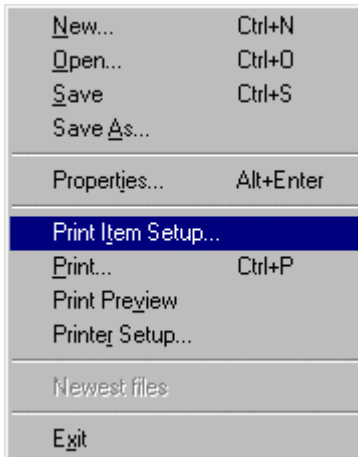 New... Ctrl+N
Open... Ctrl+O
Save Ctrl+S
Save As...
Properties... Alt+Enter
Print Item Setup...
Print... Ctrl+P
Print Preview
Printer Setup...
Newest files
Exit